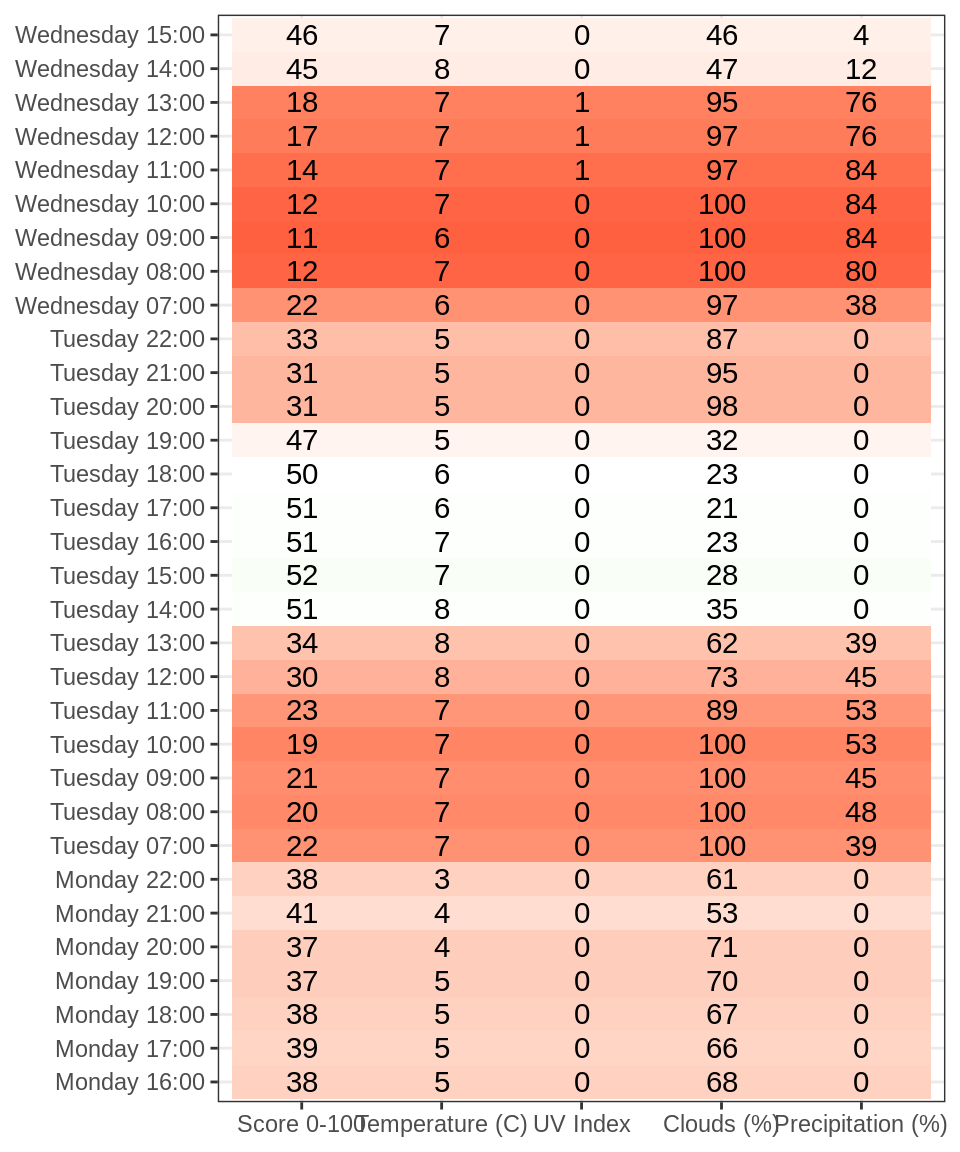 Wednesday 15:00 46 7 0 46 4
Wednesday 14:00 45 8 0 47 12
Wednesday 13:00 18 7 1 95 76
Wednesday 12:00 17 7 1 97 76
Wednesday 11:00 14 7 1 97 84
Wednesday 10:00 12 7 0 100 84
Wednesday 09:00 11 6 0 100 84
Wednesday 08:00 12 7 0 100 80
Wednesday 07:00 22 6 0 97 38
Tuesday 22:00 33 5 0 87 0
Tuesday 21:00 31 5 0 95 0
Tuesday 20:00 31 5 0 98 0
Tuesday 19:00 47 5 0 32 0
Tuesday 18:00 50 6 0 23 0
Tuesday 17:00 51 6 0 21 0
Tuesday 16:00 51 7 0 23 0
Tuesday 15:00 52 7 0 28 0
Tuesday 14:00 51 8 0 35 0
Tuesday 13:00 34 8 0 62 39
Tuesday 12:00 30 8 0 73 45
Tuesday 11:00 23 7 0 89 53
Tuesday 10:00 19 7 0 100 53
Tuesday 09:00 21 7 0 100 45
Tuesday 08:00 20 7 0 100 48
Tuesday 07:00 22 7 0 100 39
Monday 22:00 38 3 0 61 0
Monday 21:00 41 4 0 53 0
Monday 20:00 37 4 0 71 0
Monday 19:00 37 5 0 70 0
Monday 18:00 38 5 0 67 0
Monday 17:00 39 5 0 66 0
Monday 16:00 38 5 0 68 0
Score 0-100 Temperature (C) UV Index Clouds (%) Precipitation (%)